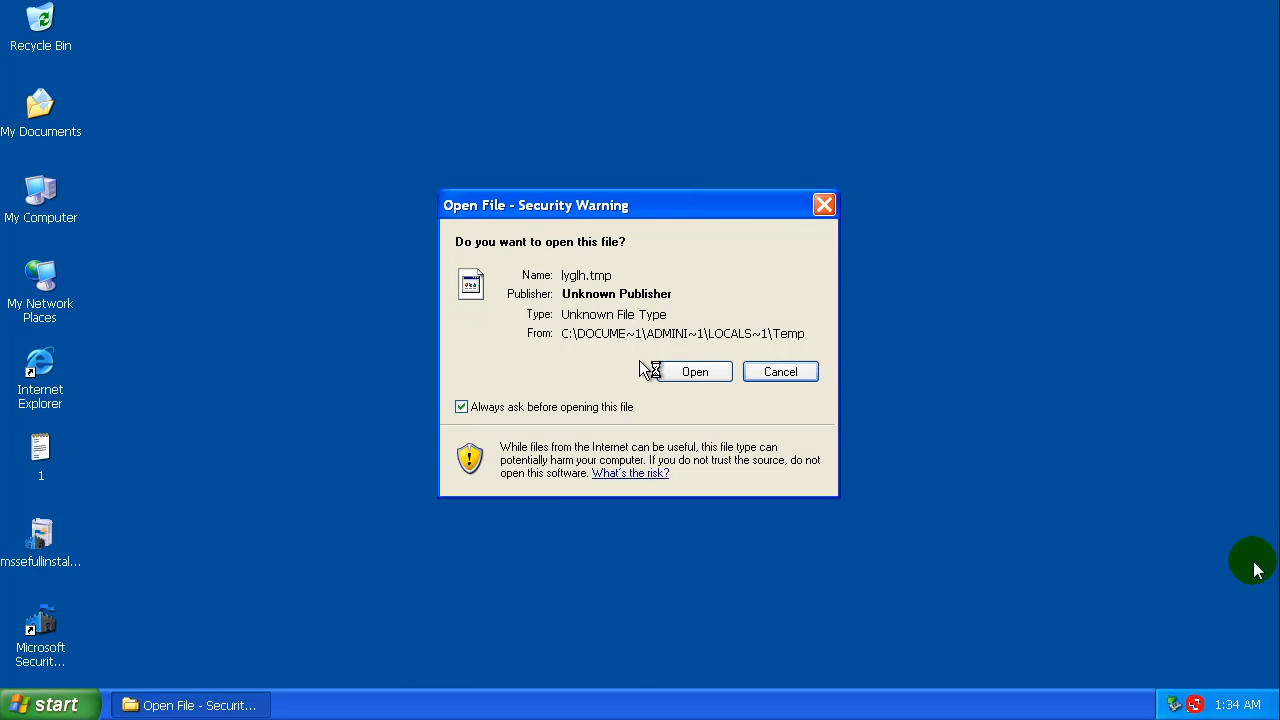 Recycle Bin
My Documents
My Computer
My Network
Places
Internet
Explorer
1
mssefullinstal...
Microsoft
Securit...
Open File - Security Warning
Do you want to open this file?
Name: lyglh.tmp
Publisher: Unknown Publisher
Type: Unknown File Type
From: C:\DOCUME~1\ADMINI~1\LOCALS~1\Temp
Open Cancel
Always ask before opening this file
While files from the Internet can be useful, this file type can
potentially harm your computer. If you do not trust the source, do not
open this software. What's the risk?
start Open File - Securit... 1:34 AM